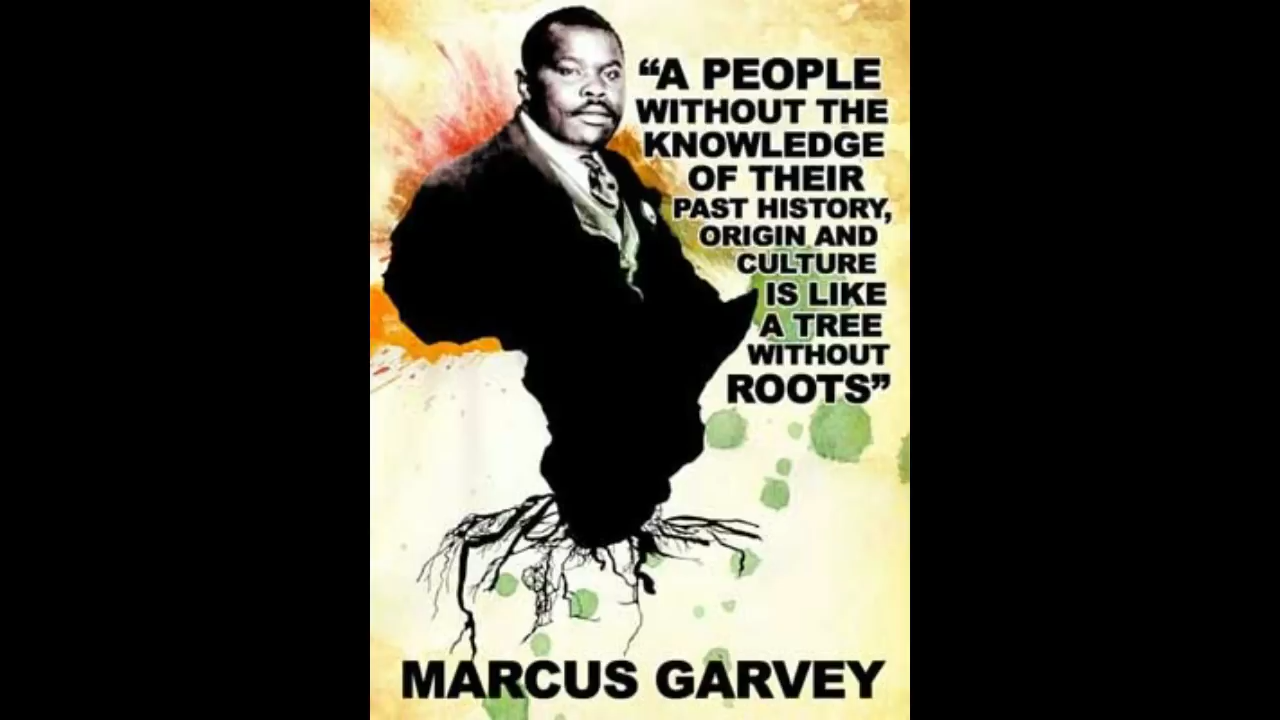 “A PEOPLE
WITHOUT THE
KNOWLEDGE
OF THEIR
PAST HISTORY,
ORIGIN AND
CULTURE
IS LIKE
A TREE
WITHOUT
ROOTS”
MARCUS GARVEY